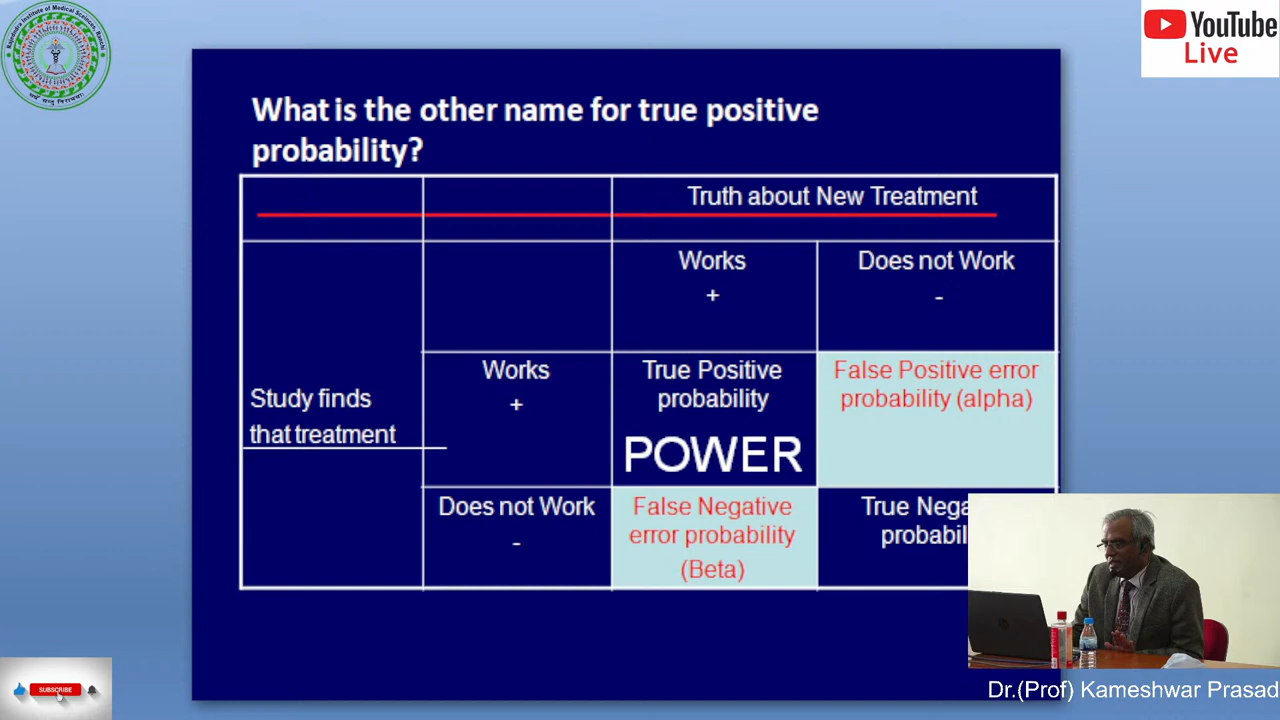 YouTube
Live
What is the other name for true positive
probability?
Truth about New Treatment
Works
+
Does not Work
-
Study finds
that treatment
Works
+
True Positive
probability
POWER
False Positive error
probability (alpha)
Does not Work
-
False Negative
error probability
(Beta)
True
SUBSCRIBE
Dr.(Prof) Kameshwar Prasad